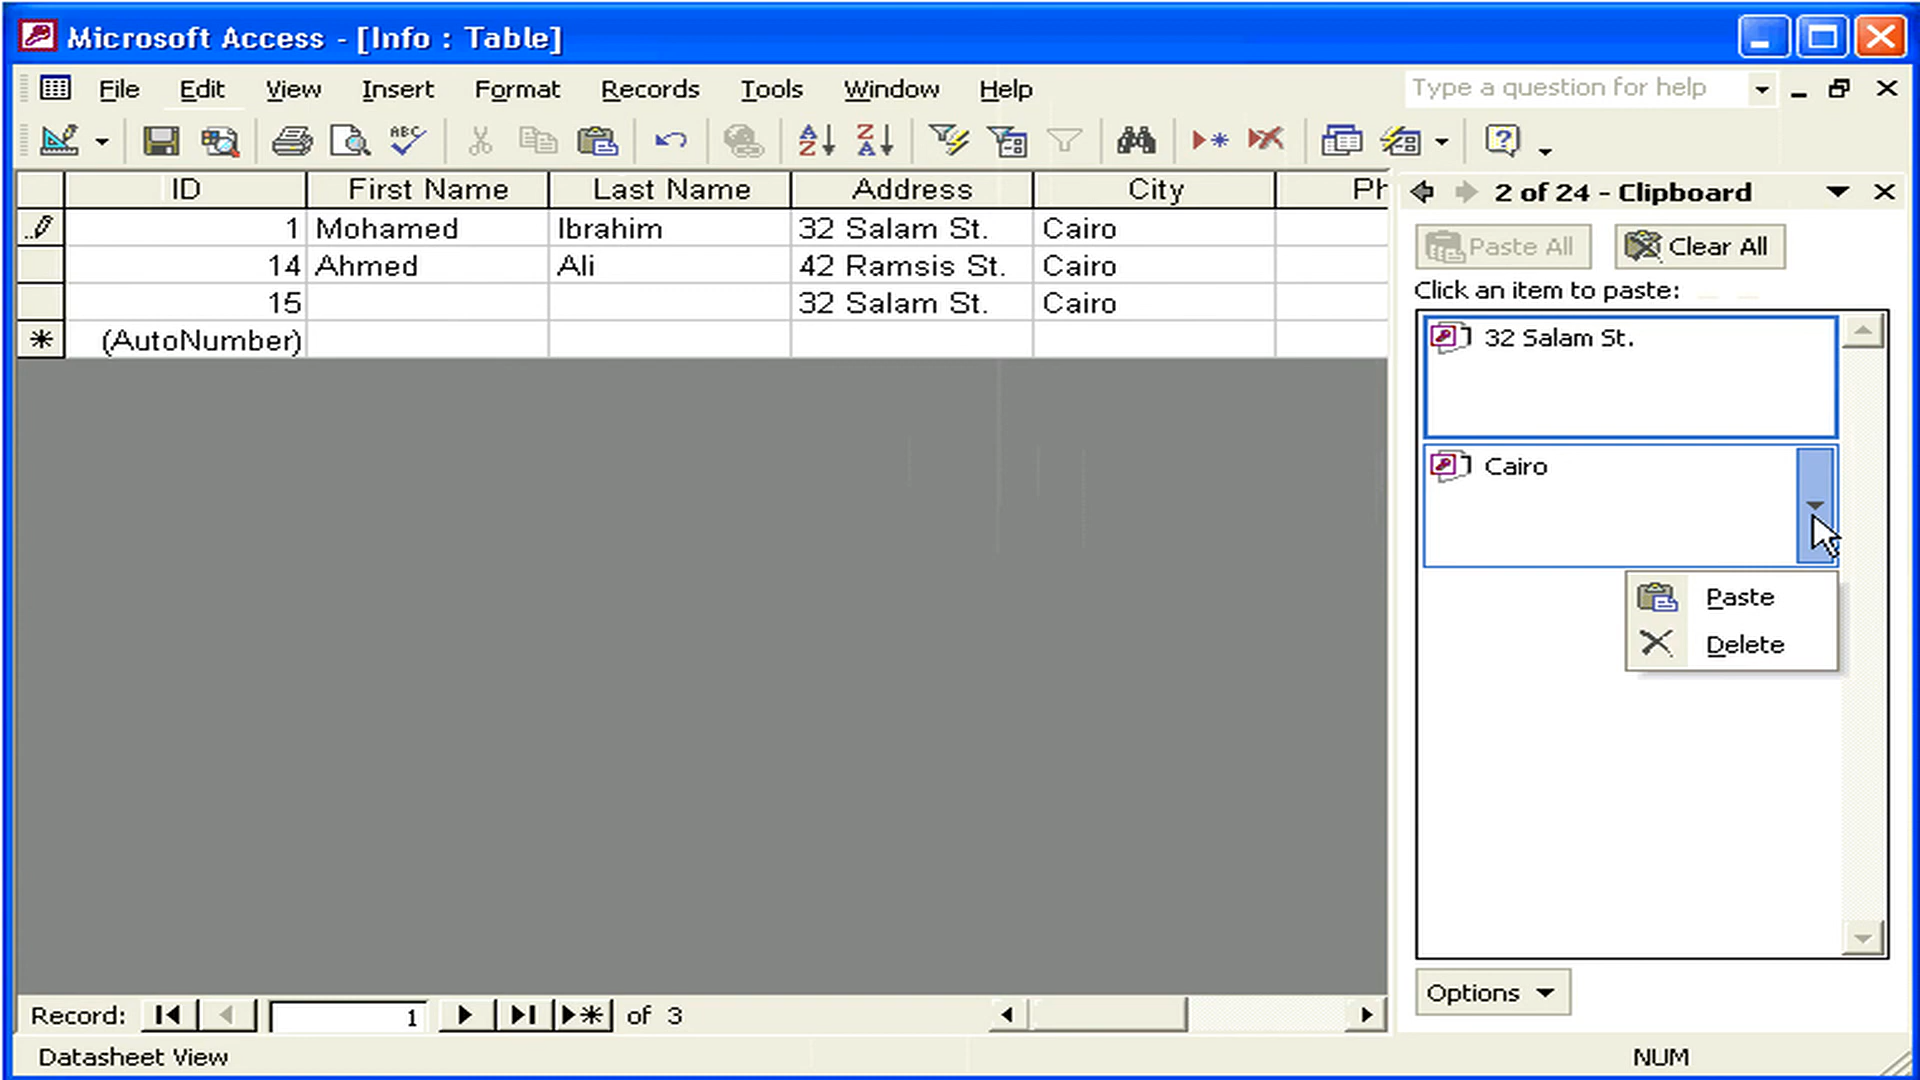 Microsoft Access - [Info : Table]
File Edit View Insert Format Records Tools Window Help
Type a question for help
ID First Name Last Name Address City Ph
1 Mohamed Ibrahim 32 Salam St. Cairo
14 Ahmed Ali 42 Ramsis St. Cairo
15 32 Salam St. Cairo
(AutoNumber)
2 of 24 - Clipboard
Paste All Clear All
Click an item to paste:
32 Salam St.
Cairo
Paste
Delete
Options
Record: 1 of 3
Datasheet View NUM